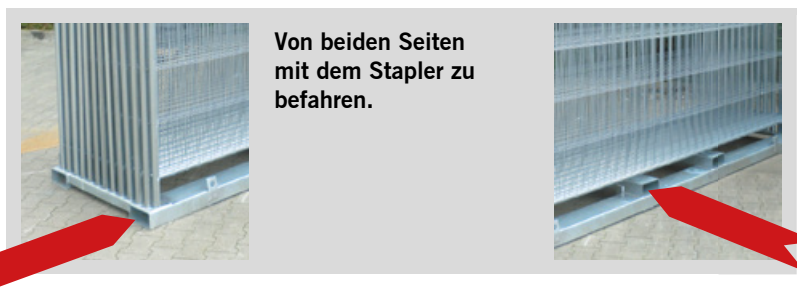 Von beiden Seiten
mit dem Stapler zu
befahren.